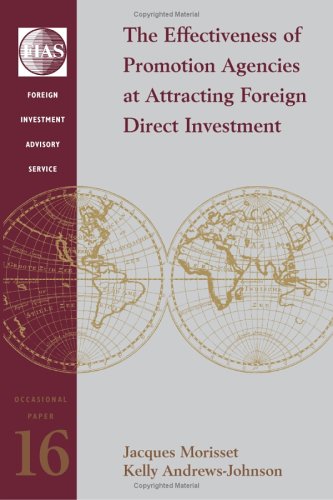 Copyrighted Material
FIAS
FOREIGN
INVESTMENT
ADVISORY
SERVICE
The Effectiveness of
Promotion Agencies
at Attracting Foreign
Direct Investment
OCCASIONAL
PAPER
16
Jacques Morisset
Kelly Andrews-Johnson
Copyrighted Material